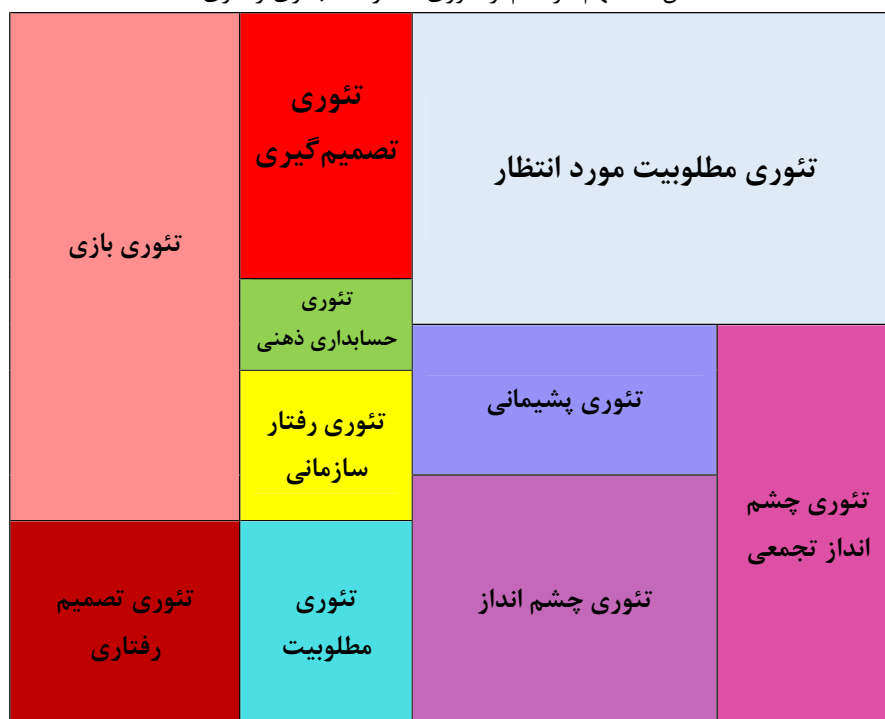 تئوری مطلوبیت مورد انتظار
تئوری
تصمیم‌گیری
تئوری بازی
تئوری
حسابداری ذهنی
تئوری پشیمانی
تئوری رفتار
سازمانی
تئوری چشم
انداز تجمعی
تئوری چشم انداز
تئوری
مطلوبیت
تئوری تصمیم
رفتاری